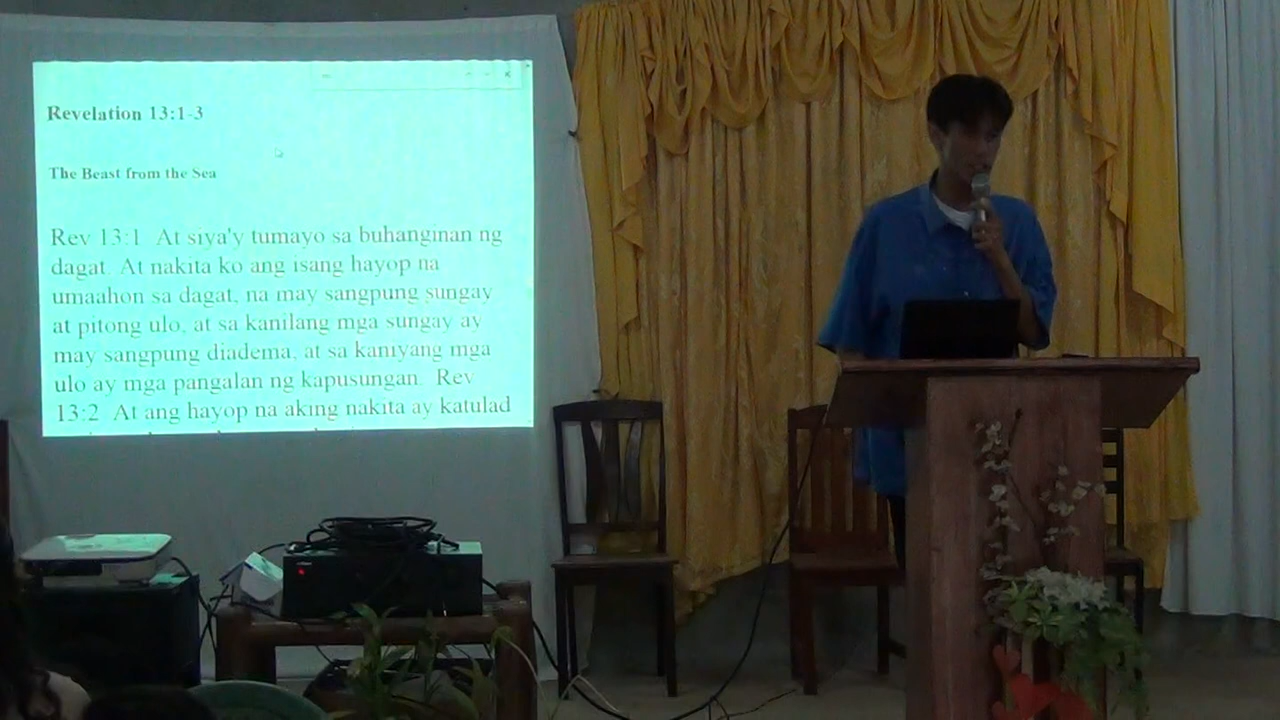 Revelation 13:1-3
The Beast from the Sea
Rev 13:1 At siya'y tumayo sa buhanginan ng
dagat. At nakita ko ang isang hayop na
umaahon sa dagat, na may sangpung sungay
at pitong ulo, at sa kanilang mga sungay ay
may sangpung diadema, at sa kaniyang mga
ulo ay mga pangalan ng kapusungan. Rev
13:2 At ang hayop na aking nakita ay katulad